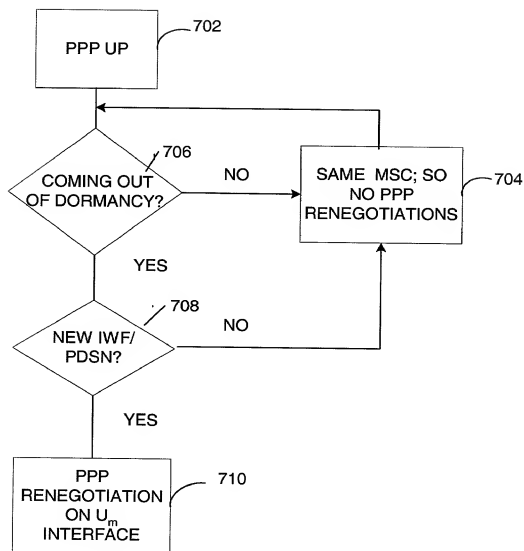 PPP UP
702
706
COMING OUT
OF DORMANCY?
NO
SAME MSC; SO
NO PPP
RENEGOTIATIONS
704
YES
708
NEW IWF/
PDSN?
NO
YES
PPP
RENEGOTIATION
ON Um
INTERFACE
710